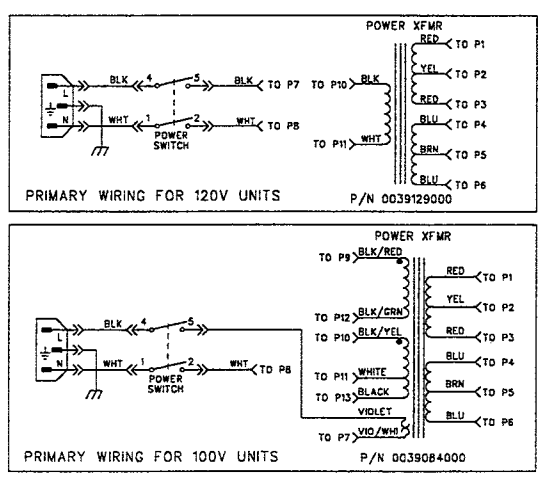 POWER XFMR
RED TO P1
BLK 4 5 BLK TO P7 TO P10 BLK YEL TO P2
L
RED TO P3
N WHT 1 2 WHT TO P8 BLU TO P4
POWER SWITCH TO P11 WHT BRN TO P5
BLU TO P6
PRIMARY WIRING FOR 120V UNITS P/N 0039129000
POWER XFMR
TO P9 BLK/RED
RED TO P1
YEL TO P2
TO P12 BLK/GRN
BLK 4 5 TO P10 BLK/YEL RED TO P3
L
N WHT 1 2 WHT TO P8 BLU TO P4
POWER SWITCH TO P11 WHITE
TO P13 BLACK BRN TO P5
VIOLET BLU TO P6
TO P7 VIO/WHT
PRIMARY WIRING FOR 100V UNITS P/N 0039084000